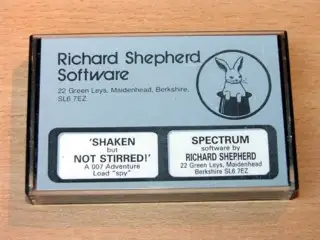 Richard Shepherd
Software
22 Green Leys, Maidenhead, Berkshire,
SL6 7EZ
'SHAKEN
but
NOT STIRRED!'
A 007 Adventure
Load "spy"
SPECTRUM
software by
RICHARD SHEPHERD
22 Green Leys, Maidenhead
Berkshire SL6 7EZ